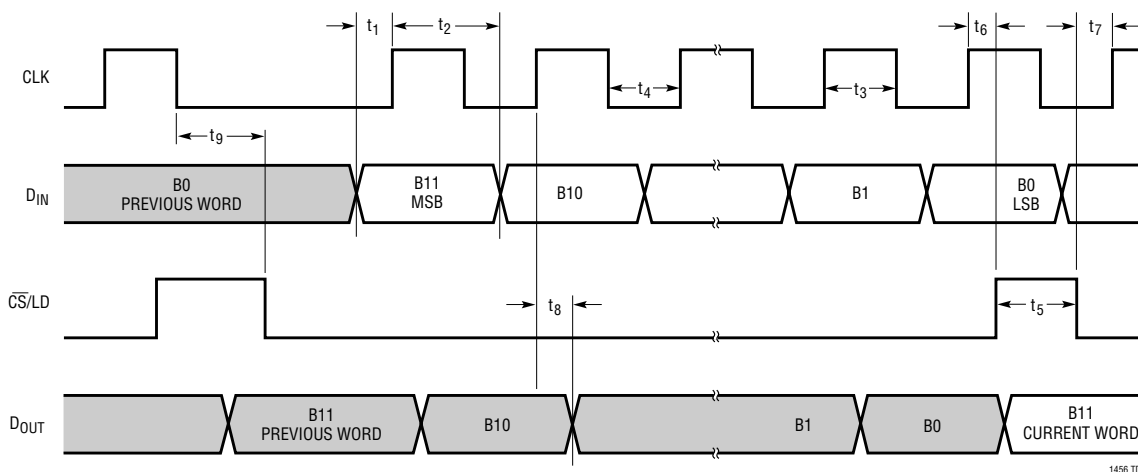 t1
t2
t6
t7
CLK
t4
t3
t9
DIN
B0
PREVIOUS WORD
B11
MSB
B10
B1
B0
LSB
CS/LD
t8
t5
DOUT
B11
PREVIOUS WORD
B10
B1
B0
B11
CURRENT WORD